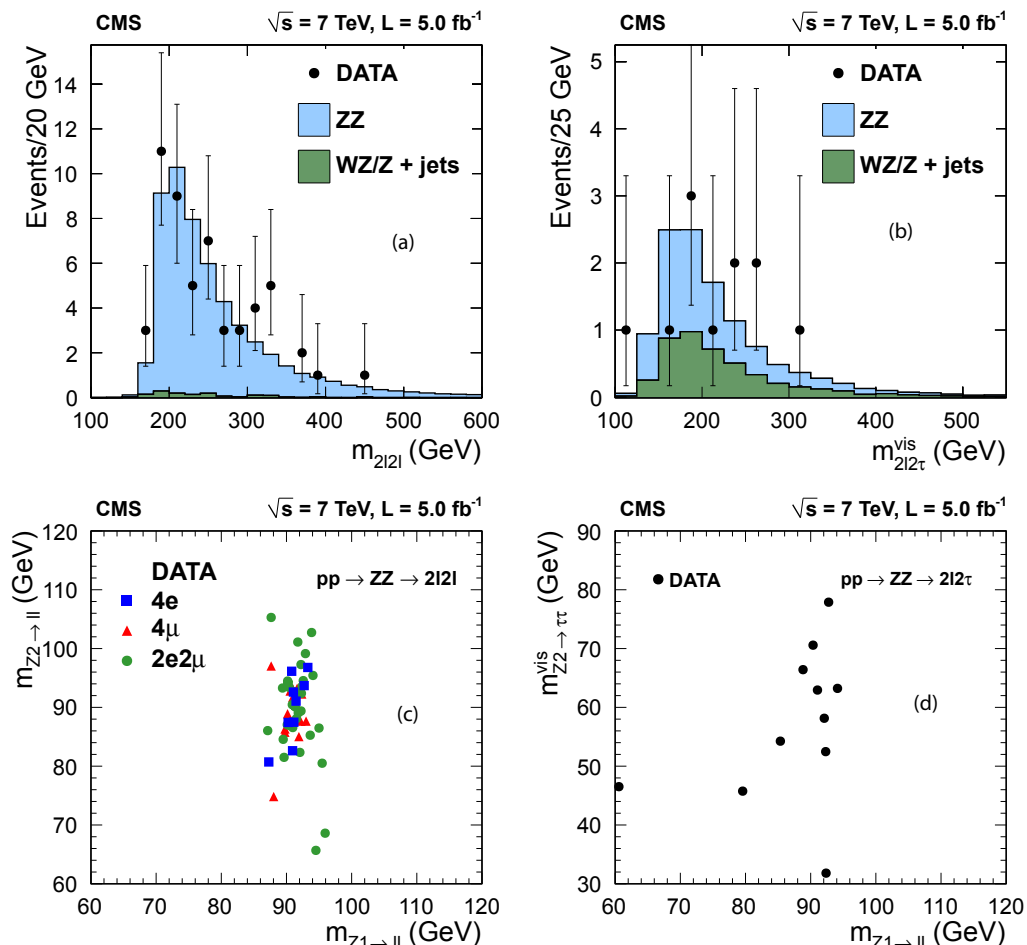 CMS √s = 7 TeV, L = 5.0 fb⁻¹
Events/20 GeV
14
12
10
8
6
4
2
0
DATA
ZZ
WZ/Z + jets
(a)
100 200 300 400 500 600
m2l2l (GeV)
CMS √s = 7 TeV, L = 5.0 fb⁻¹
Events/25 GeV
5
4
3
2
1
0
DATA
ZZ
WZ/Z + jets
(b)
100 200 300 400 500
m^vis 2l2τ (GeV)
CMS √s = 7 TeV, L = 5.0 fb⁻¹
mZ2 → ll (GeV)
120
110
100
90
80
70
60
DATA
4e
4μ
2e2μ
pp → ZZ → 2l2l
(c)
60 70 80 90 100 110 120
mZ1 → ll (GeV)
CMS √s = 7 TeV, L = 5.0 fb⁻¹
m^vis Z2 → ττ (GeV)
90
80
70
60
50
40
30
DATA
pp → ZZ → 2l2τ
(d)
60 70 80 90 100 110 120
mZ1 → ll (GeV)